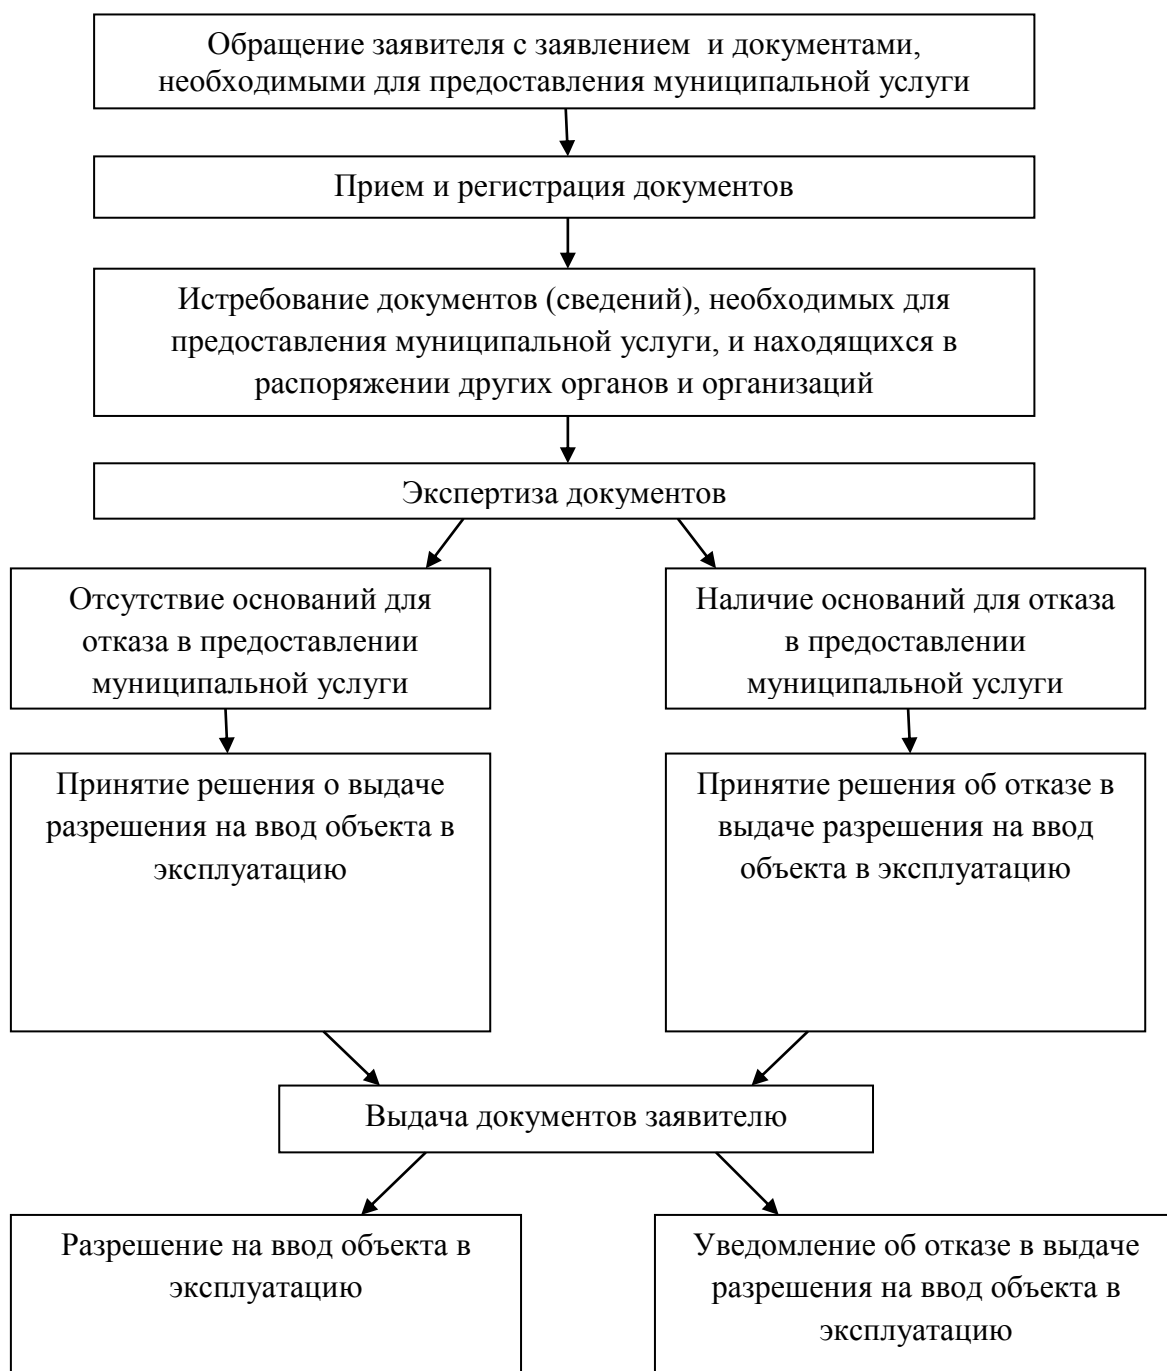 Обращение заявителя с заявлением  и документами,
необходимыми для предоставления муниципальной услуги
Прием и регистрация документов
Истребование документов (сведений), необходимых для
предоставления муниципальной услуги, и находящихся в
распоряжении других органов и организаций
Экспертиза документов
Отсутствие оснований для
отказа в предоставлении
муниципальной услуги
Наличие оснований для отказа
в предоставлении
муниципальной услуги
Принятие решения о выдаче
разрешения на ввод объекта в
эксплуатацию
Принятие решения об отказе в
выдаче разрешения на ввод
объекта в эксплуатацию
Выдача документов заявителю
Разрешение на ввод объекта в
эксплуатацию
Уведомление об отказе в выдаче
разрешения на ввод объекта в
эксплуатацию